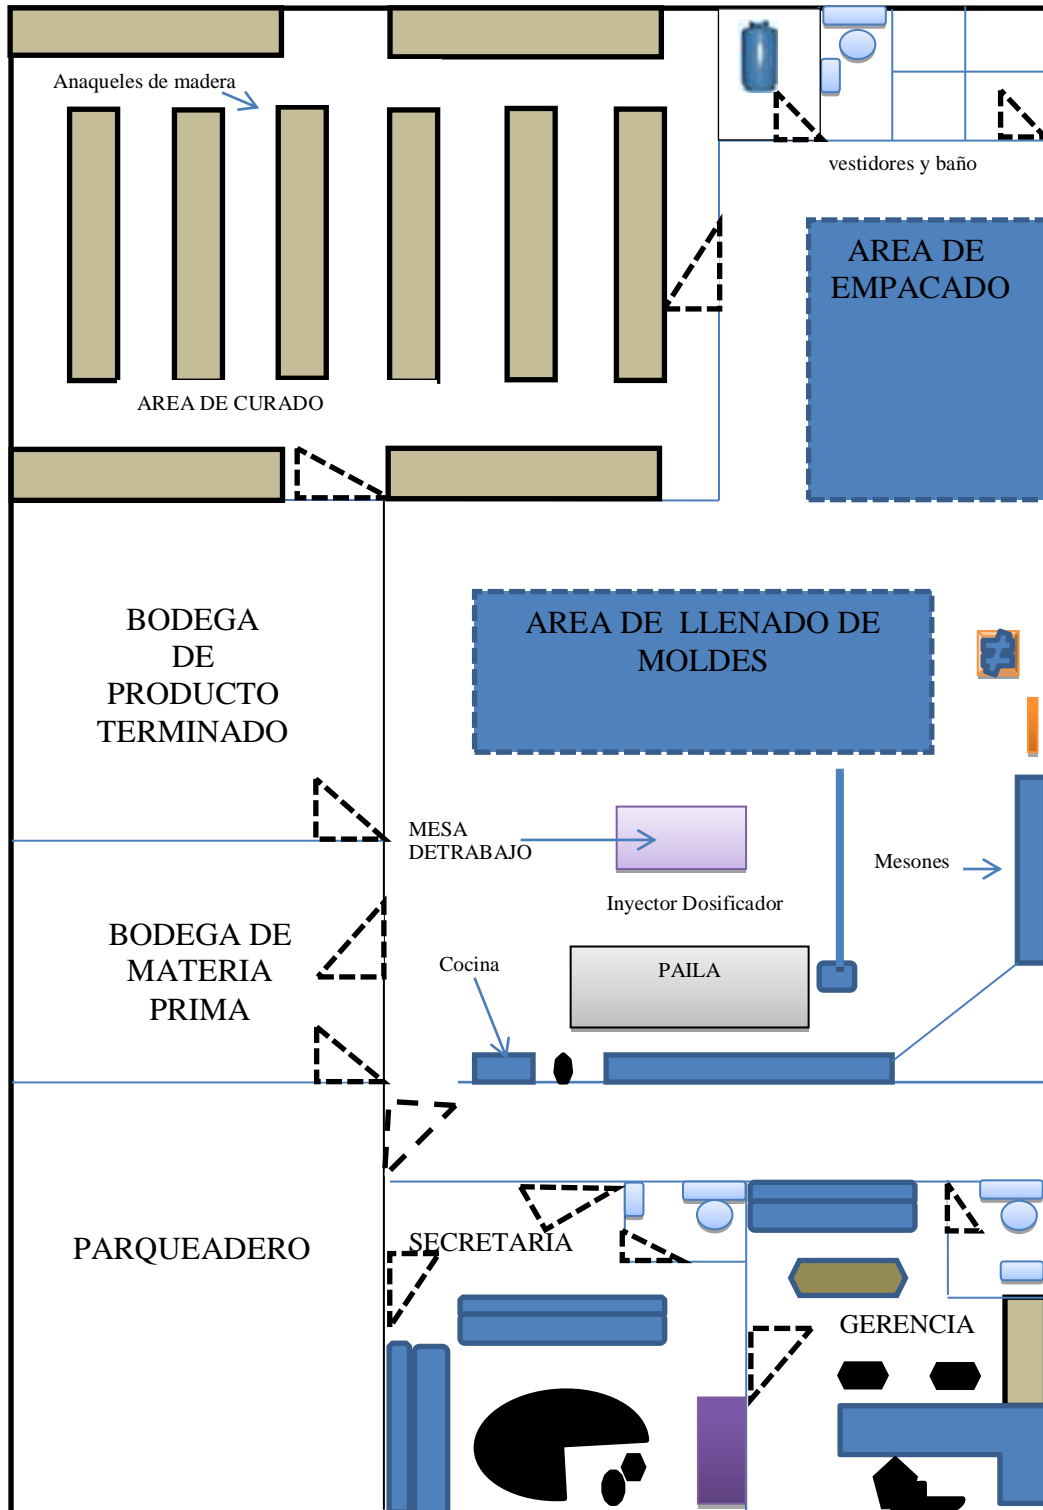 Anaqueles de madera
vestidores y baño
AREA DE
EMPACADO
AREA DE CURADO
BODEGA
DE
PRODUCTO
TERMINADO
AREA DE LLENADO DE
MOLDES
MESA
DETRABAJO
Mesones
Inyector Dosificador
BODEGA DE
MATERIA
PRIMA
Cocina
PAILA
PARQUEADERO
SECRETARIA
GERENCIA